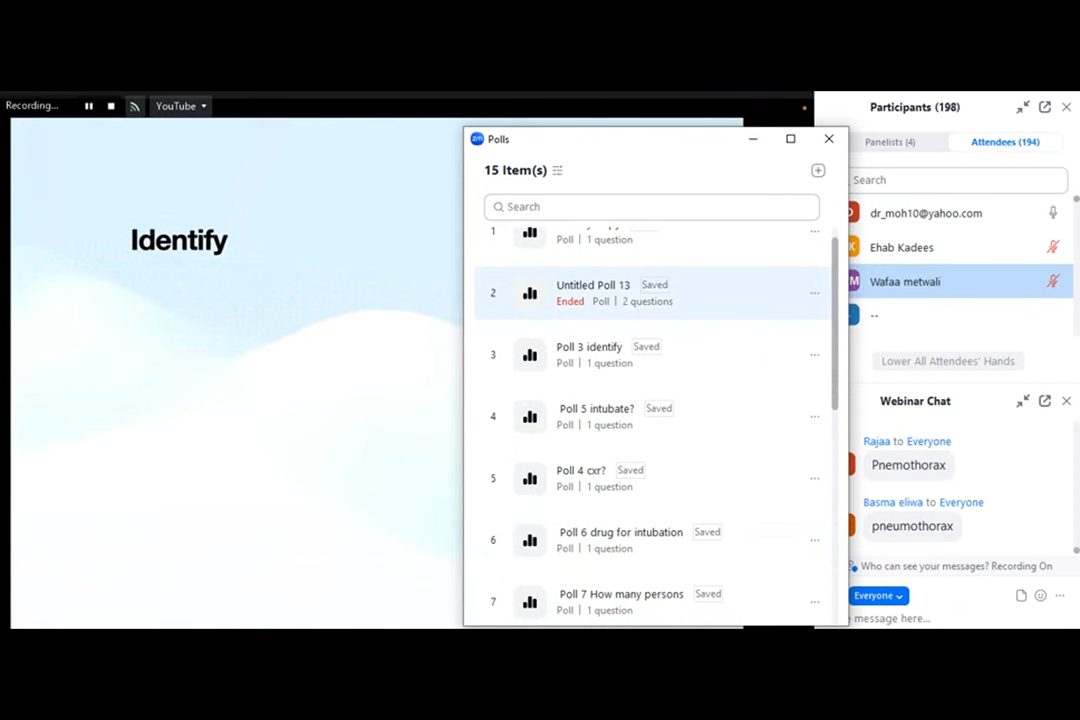 Recording...
YouTube
Identify
Polls
15 Item(s)
Search
1
Poll | 1 question
2
Untitled Poll 13 Saved
Ended Poll | 2 questions
3
Poll 3 identify Saved
Poll | 1 question
4
Poll 5 intubate? Saved
Poll | 1 question
5
Poll 4 cxr? Saved
Poll | 1 question
6
Poll 6 drug for intubation Saved
Poll | 1 question
7
Poll 7 How many persons Saved
Poll | 1 question
Participants (198)
Panelists (4)
Attendees (194)
Search
dr_moh10@yahoo.com
Ehab Kadees
Wafaa metwali
--
Lower All Attendees' Hands
Webinar Chat
Rajaa to Everyone
Pnemothorax
Basma eliwa to Everyone
pneumothorax
Who can see your messages? Recording On
Everyone
message here...